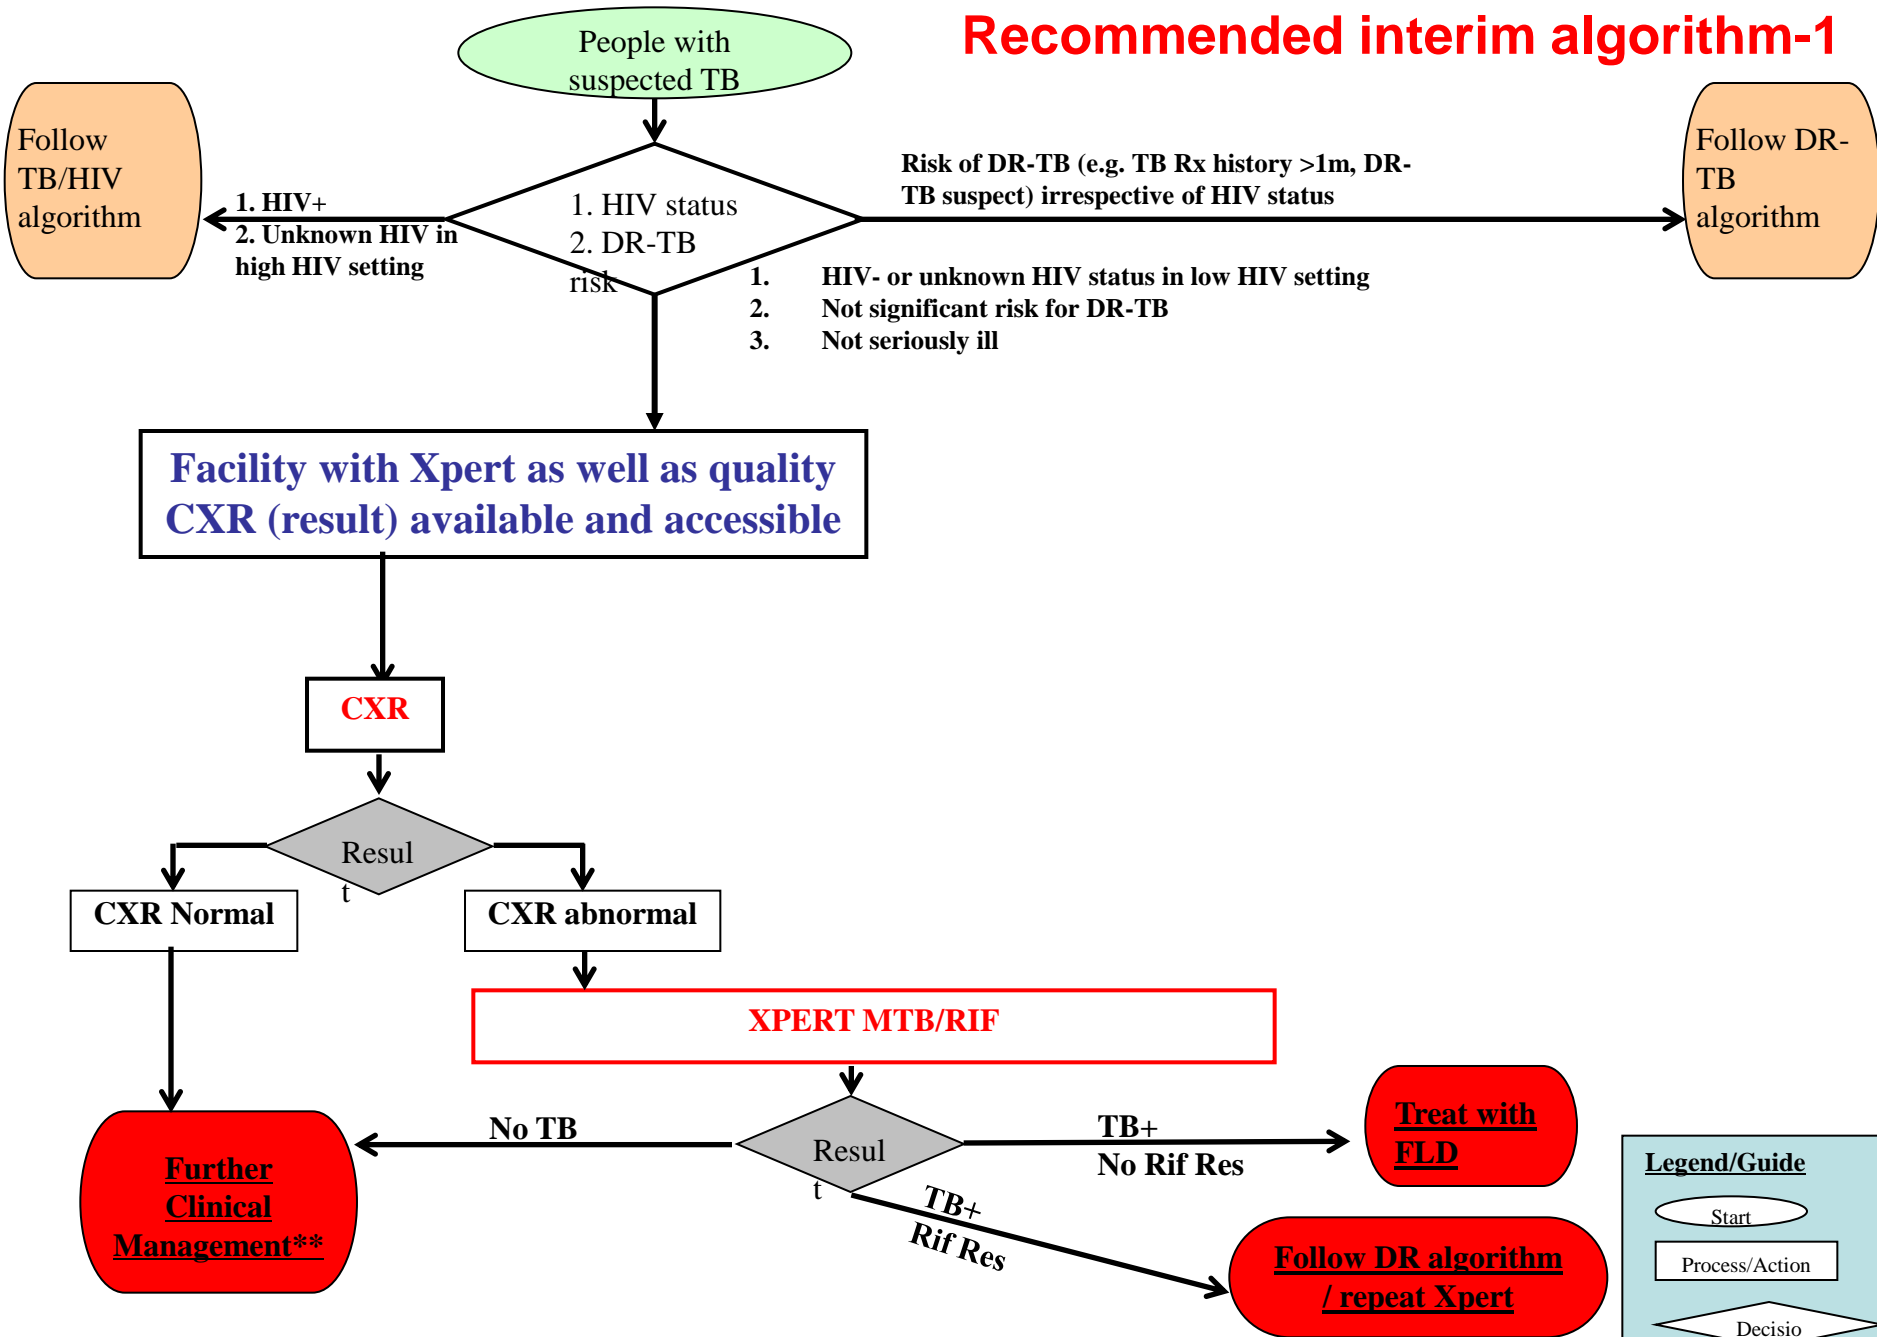 Recommended interim algorithm-1
People with
suspected TB
Follow
TB/HIV
algorithm
1. HIV+
2. Unknown HIV in
high HIV setting
1. HIV status
2. DR-TB
risk
Risk of DR-TB (e.g. TB Rx history >1m, DR-
TB suspect) irrespective of HIV status
Follow DR-
TB
algorithm
1. HIV- or unknown HIV status in low HIV setting
2. Not significant risk for DR-TB
3. Not seriously ill
Facility with Xpert as well as quality
CXR (result) available and accessible
CXR
Resul
t
CXR Normal
CXR abnormal
XPERT MTB/RIF
Resul
t
No TB
TB+
No Rif Res
TB+
Rif Res
Further
Clinical
Management**
Treat with
FLD
Follow DR algorithm
/ repeat Xpert
Legend/Guide
Start
Process/Action
Decisio